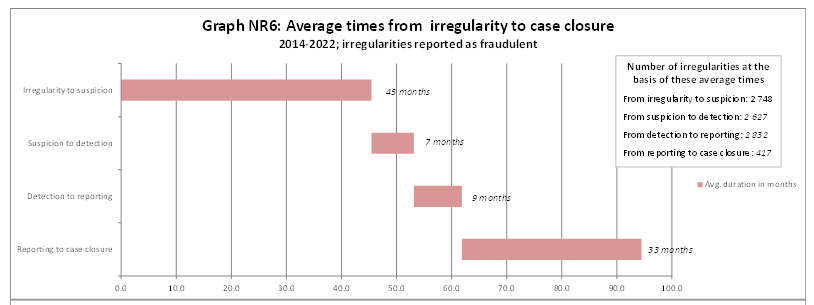 Graph NR6: Average times from irregularity to case closure
2014-2022; irregularities reported as fraudulent
Number of irregularities at the
basis of these average times
From irregularity to suspicion: 2 748
From suspicion to detection: 2 627
From detection to reporting: 2 832
From reporting to case closure: 417
Irregularity to suspicion
45 months
Suspicion to detection
7 months
Detection to reporting
9 months
Reporting to case closure
33 months
Avg. duration in months
0.0 10.0 20.0 30.0 40.0 50.0 60.0 70.0 80.0 90.0 100.0